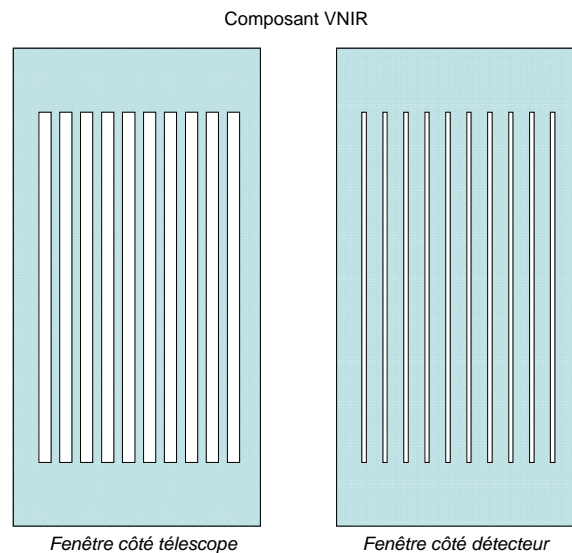 Composant VNIR
Fenêtre côté télescope
Fenêtre côté détecteur